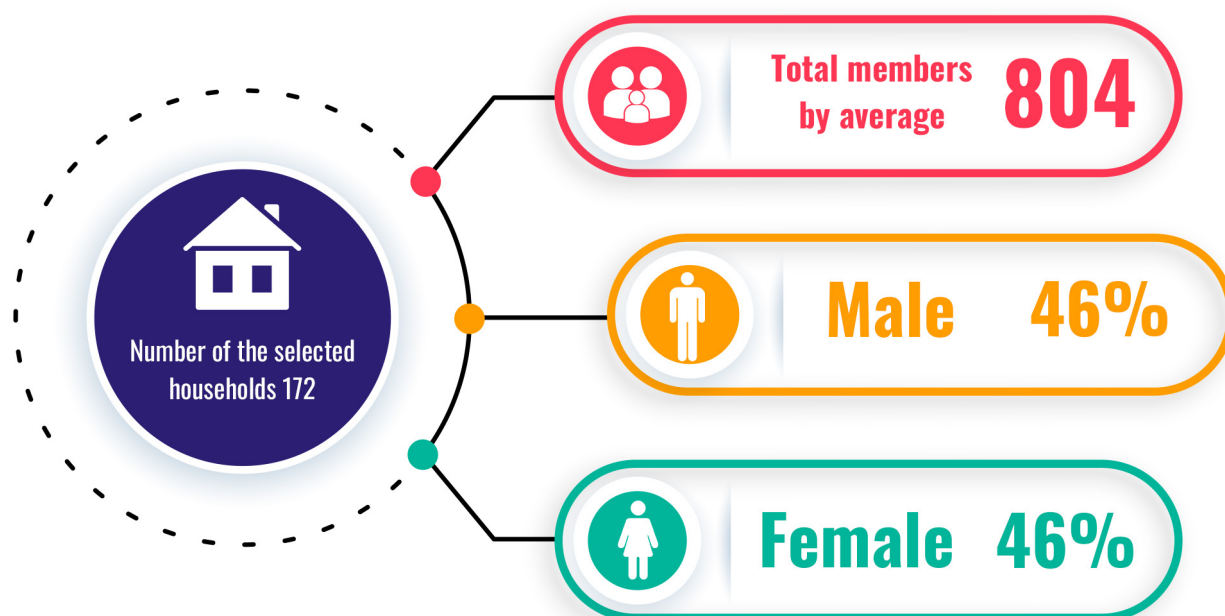 Number of the selected
households 172
Total members
by average
804
Male 46%
Female 46%